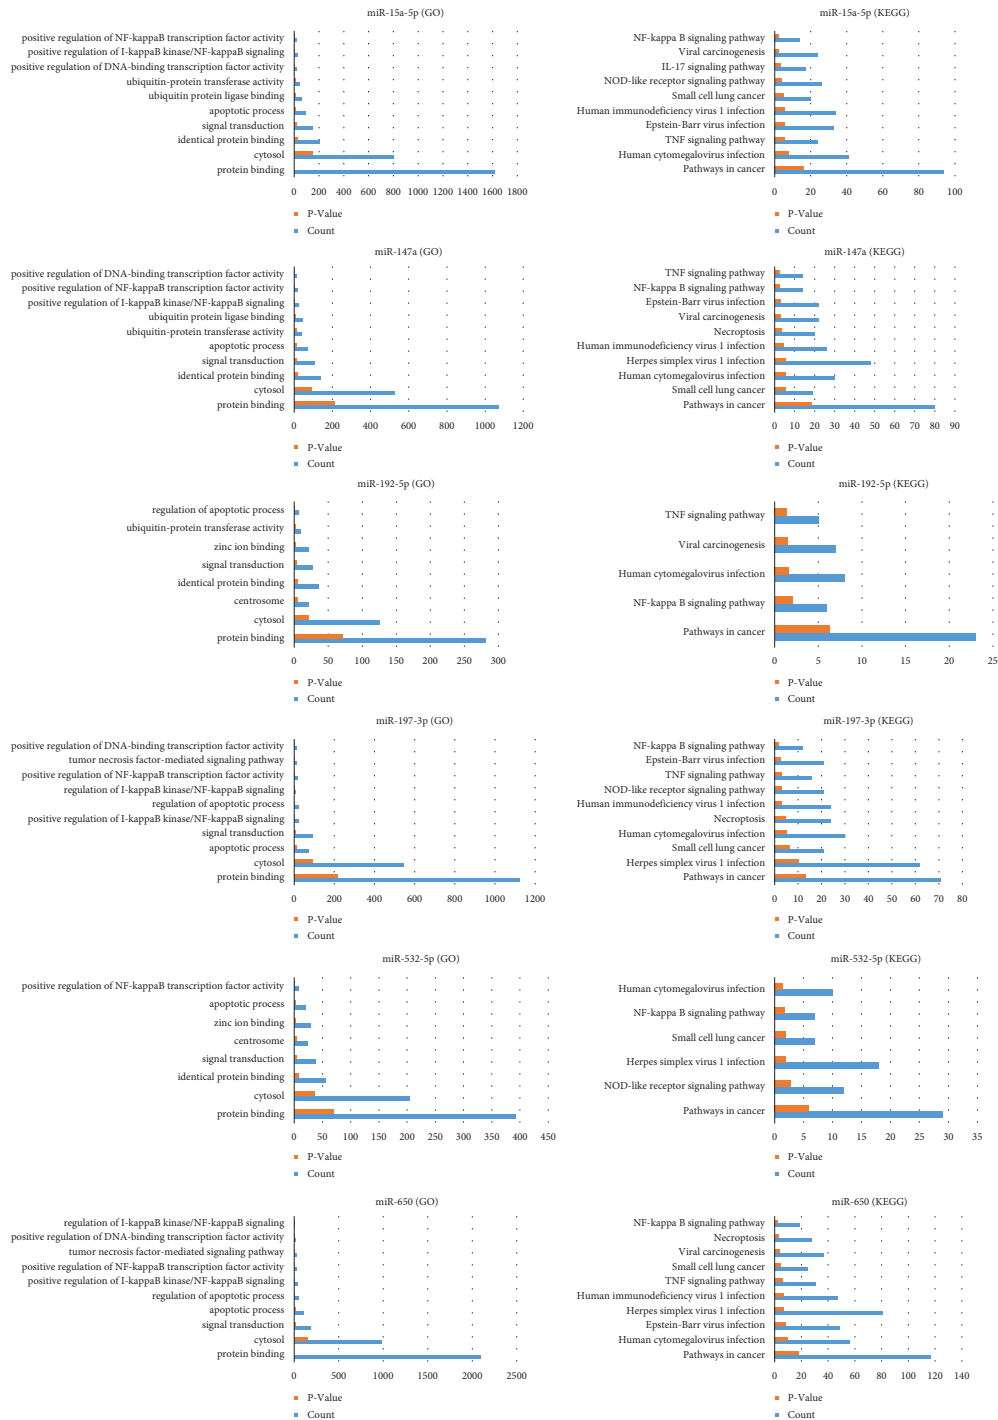 miR-15a-5p (GO)
positive regulation of NF-kappaB transcription factor activity
positive regulation of I-kappaB kinase/NF-kappaB signaling
positive regulation of DNA-binding transcription factor activity
ubiquitin-protein transferase activity
ubiquitin protein ligase binding
apoptotic process
signal transduction
identical protein binding
cytosol
protein binding
0 200 400 600 800 1000 1200 1400 1600 1800
P-Value
Count
miR-15a-5p (KEGG)
NF-kappa B signaling pathway
Viral carcinogenesis
IL-17 signaling pathway
NOD-like receptor signaling pathway
Small cell lung cancer
Human immunodeficiency virus 1 infection
Epstein-Barr virus infection
TNF signaling pathway
Human cytomegalovirus infection
Pathways in cancer
0 20 40 60 80 100
P-Value
Count
miR-147a (GO)
positive regulation of DNA-binding transcription factor activity
positive regulation of NF-kappaB transcription factor activity
positive regulation of I-kappaB kinase/NF-kappaB signaling
ubiquitin protein ligase binding
ubiquitin-protein transferase activity
apoptotic process
signal transduction
identical protein binding
cytosol
protein binding
0 200 400 600 800 1000 1200
P-Value
Count
miR-147a (KEGG)
TNF signaling pathway
NF-kappa B signaling pathway
Epstein-Barr virus infection
Viral carcinogenesis
Necroptosis
Human immunodeficiency virus 1 infection
Herpes simplex virus 1 infection
Human cytomegalovirus infection
Small cell lung cancer
Pathways in cancer
0 10 20 30 40 50 60 70 80 90
P-Value
Count
miR-192-5p (GO)
regulation of apoptotic process
ubiquitin-protein transferase activity
zinc ion binding
signal transduction
identical protein binding
centrosome
cytosol
protein binding
0 50 100 150 200 250 300
P-Value
Count
miR-192-5p (KEGG)
TNF signaling pathway
Viral carcinogenesis
Human cytomegalovirus infection
NF-kappa B signaling pathway
Pathways in cancer
0 5 10 15 20 25
P-Value
Count
miR-197-3p (GO)
positive regulation of DNA-binding transcription factor activity
tumor necrosis factor-mediated signaling pathway
positive regulation of NF-kappaB transcription factor activity
regulation of I-kappaB kinase/NF-kappaB signaling
regulation of apoptotic process
positive regulation of I-kappaB kinase/NF-kappaB signaling
signal transduction
apoptotic process
cytosol
protein binding
0 200 400 600 800 1000 1200
P-Value
Count
miR-197-3p (KEGG)
NF-kappa B signaling pathway
Epstein-Barr virus infection
TNF signaling pathway
NOD-like receptor signaling pathway
Human immunodeficiency virus 1 infection
Necroptosis
Human cytomegalovirus infection
Small cell lung cancer
Herpes simplex virus 1 infection
Pathways in cancer
0 10 20 30 40 50 60 70 80
P-Value
Count
miR-532-5p (GO)
positive regulation of NF-kappaB transcription factor activity
apoptotic process
zinc ion binding
centrosome
signal transduction
identical protein binding
cytosol
protein binding
0 50 100 150 200 250 300 350 400 450
P-Value
Count
miR-532-5p (KEGG)
Human cytomegalovirus infection
NF-kappa B signaling pathway
Small cell lung cancer
Herpes simplex virus 1 infection
NOD-like receptor signaling pathway
Pathways in cancer
0 5 10 15 20 25 30 35
P-Value
Count
miR-650 (GO)
regulation of I-kappaB kinase/NF-kappaB signaling
positive regulation of DNA-binding transcription factor activity
tumor necrosis factor-mediated signaling pathway
positive regulation of NF-kappaB transcription factor activity
positive regulation of I-kappaB kinase/NF-kappaB signaling
regulation of apoptotic process
apoptotic process
signal transduction
cytosol
protein binding
0 500 1000 1500 2000 2500
P-Value
Count
miR-650 (KEGG)
NF-kappa B signaling pathway
Necroptosis
Viral carcinogenesis
Small cell lung cancer
TNF signaling pathway
Human immunodeficiency virus 1 infection
Herpes simplex virus 1 infection
Epstein-Barr virus infection
Human cytomegalovirus infection
Pathways in cancer
0 20 40 60 80 100 120 140
P-Value
Count